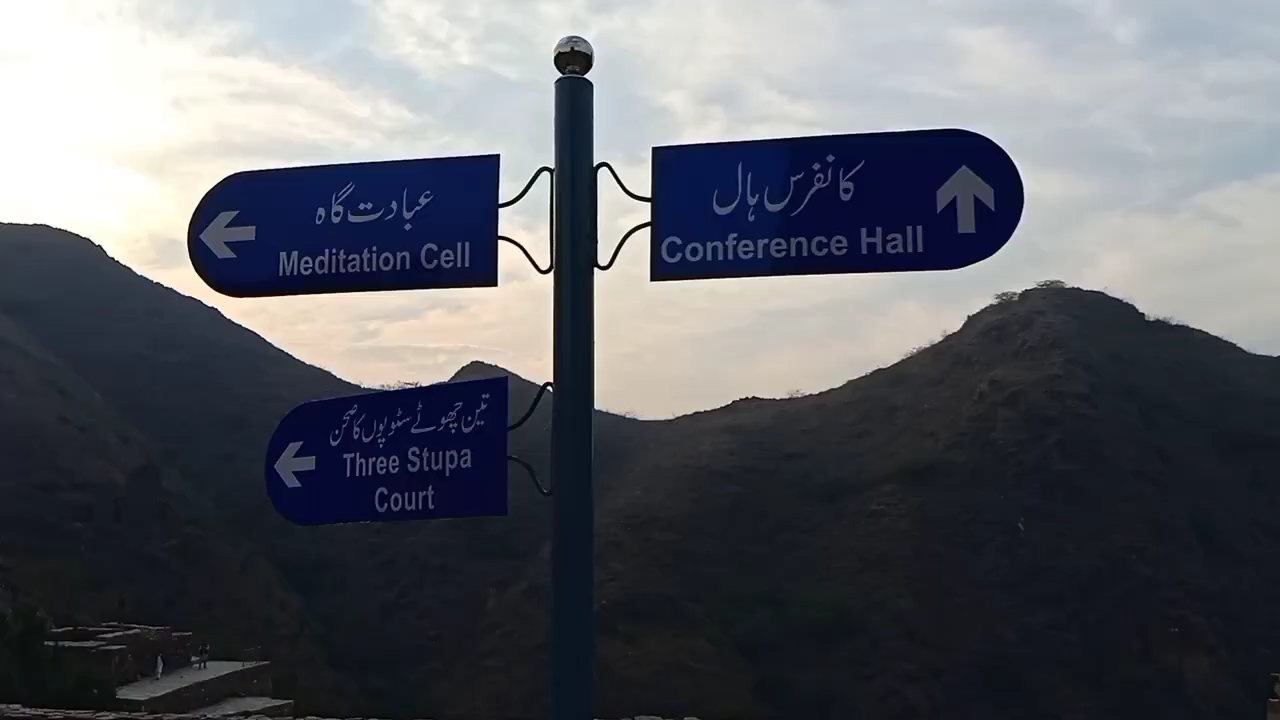 عبادت گاہ
Meditation Cell
کانفرس ہال
Conference Hall
تین چھوٹے سٹوپوں کا صحن
Three Stupa
Court